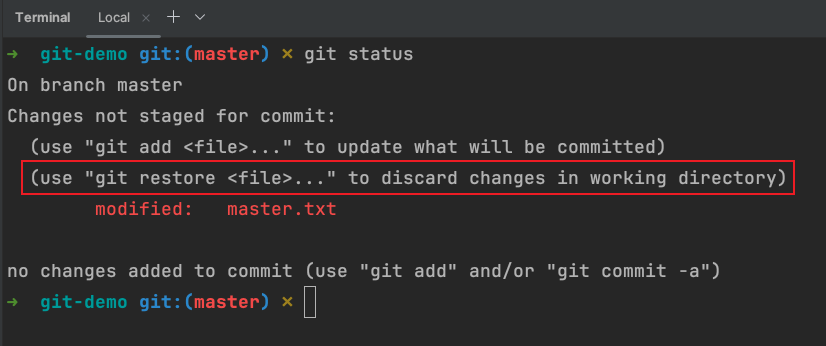 Terminal Local × +
→ git-demo git:(master) × git status
On branch master
Changes not staged for commit:
(use "git add <file>..." to update what will be committed)
(use "git restore <file>..." to discard changes in working directory)
modified: master.txt
no changes added to commit (use "git add" and/or "git commit -a")
→ git-demo git:(master) ×